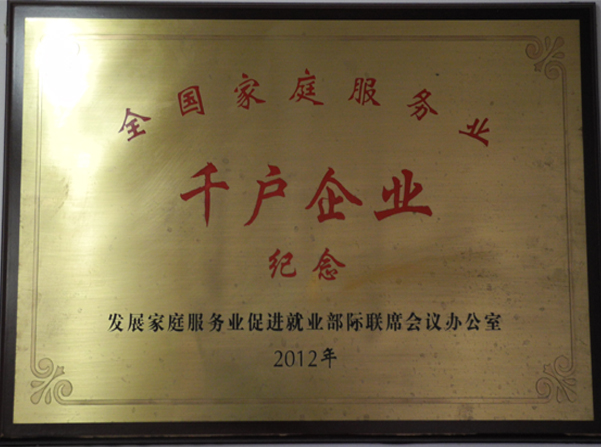 全国家庭服务业
千户企业
纪念
发展家庭服务业促进就业部际联席会议办公室
2012年